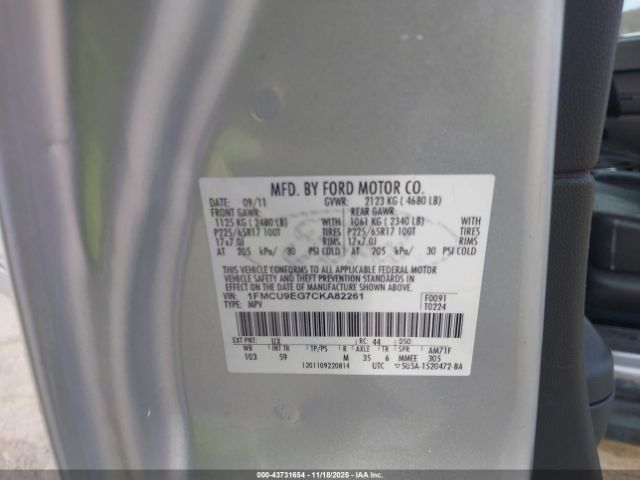 MFD. BY FORD MOTOR CO.
DATE: 09/11 GVWR: 2123 KG ( 4680 LB)
FRONT GAWR: REAR GAWR:
1125 KG ( 2480 LB) WITH 1061 KG ( 2340 LB) WITH
P225/65R17 100T TIRES P225/65R17 100T TIRES
17x7.0J RIMS 17x7.0J RIMS
AT 205 kPa/ 30 PSI COLD AT 205 kPa/ 30 PSI COLD
THIS VEHICLE CONFORMS TO ALL APPLICABLE FEDERAL MOTOR
VEHICLE SAFETY AND THEFT PREVENTION STANDARDS IN
EFFECT ON THE DATE OF MANUFACTURE SHOWN ABOVE.
VIN: 1FMCU9EG7CKA82261 F0091
TYPE: MPV T0224
EXT PNT: UX RC: 44 DSO:
WB INT TR TP/PS R AX TR SPR AM71F
103 S9 M 35 6 MMEE 305
1201109220814 UTC 5U5A-1520472-BA
IAA 00 - 43731654 | 11/18/2025 - CAFFEE